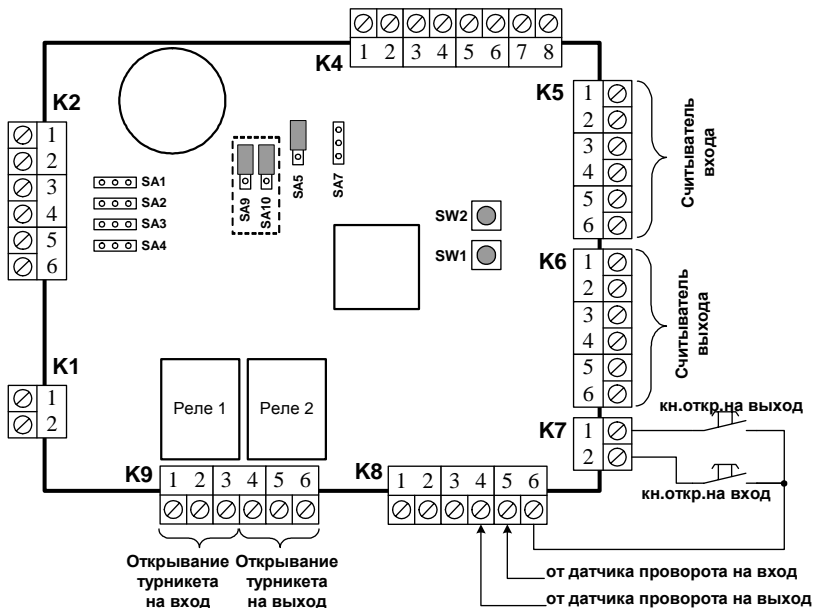 K4
1 2 3 4 5 6 7 8
K2
1
2
3
4
5
6
SA1
SA2
SA3
SA4
SA9
SA10
SA5
SA7
SW2
SW1
K5
1
2
3
4
5
6
Считыватель
входа
K6
1
2
3
4
5
6
Считыватель
выхода
K1
1
2
Реле 1
Реле 2
K7
1
2
кн.откр.на выход
кн.откр.на вход
K9
1 2 3 4 5 6
K8
1 2 3 4 5 6
Открывание
турникета
на вход
Открывание
турникета
на выход
от датчика проворота на вход
от датчика проворота на выход